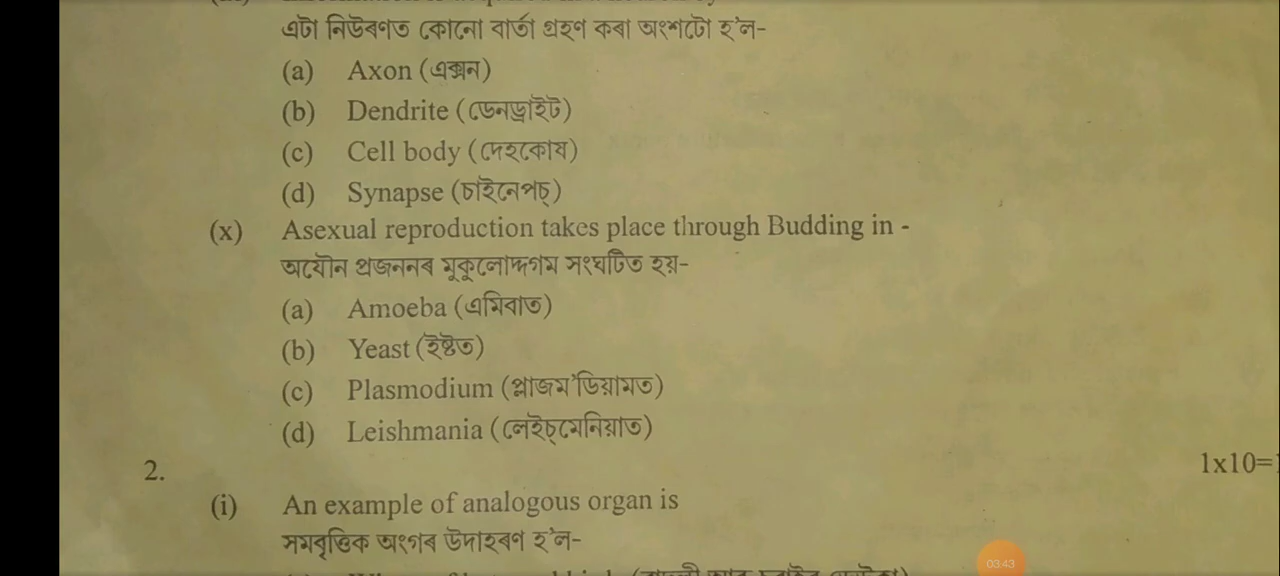 এটা নিউৰণত কোনো বাৰ্তা গ্ৰহণ কৰা অংশটো হ'ল-
(a) Axon (এক্সন)
(b) Dendrite (ডেনড্ৰাইট)
(c) Cell body (দেহকোষ)
(d) Synapse (চাইনেপচ্)
(x) Asexual reproduction takes place through Budding in -
অযৌন প্ৰজননৰ মুকুলোদ্গম সংঘটিত হয়-
(a) Amoeba (এমিবাত)
(b) Yeast (ইষ্টত)
(c) Plasmodium (প্লাজম'ডিয়ামত)
(d) Leishmania (লেইচ্‌মেনিয়াত)
2. 1x10=
(i) An example of analogous organ is
সমবৃত্তিক অংগৰ উদাহৰণ হ'ল-
03:43